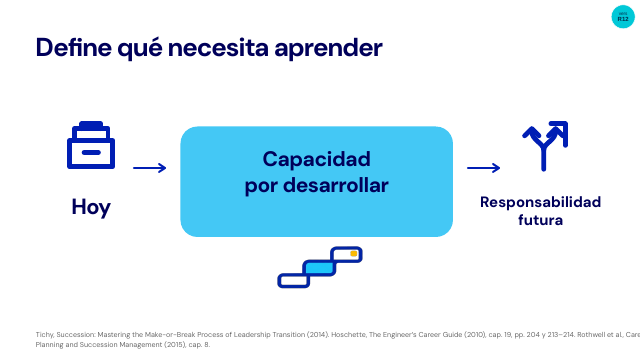 R12
Define qué necesita aprender
Capacidad
por desarrollar
Hoy
Responsabilidad
futura
Tichy, Succession: Mastering the Make-or-Break Process of Leadership Transition (2014). Hoschette, The Engineer's Career Guide (2010), cap. 19, pp. 204 y 213–214. Rothwell et al.,
Planning and Succession Management (2015), cap. 8.